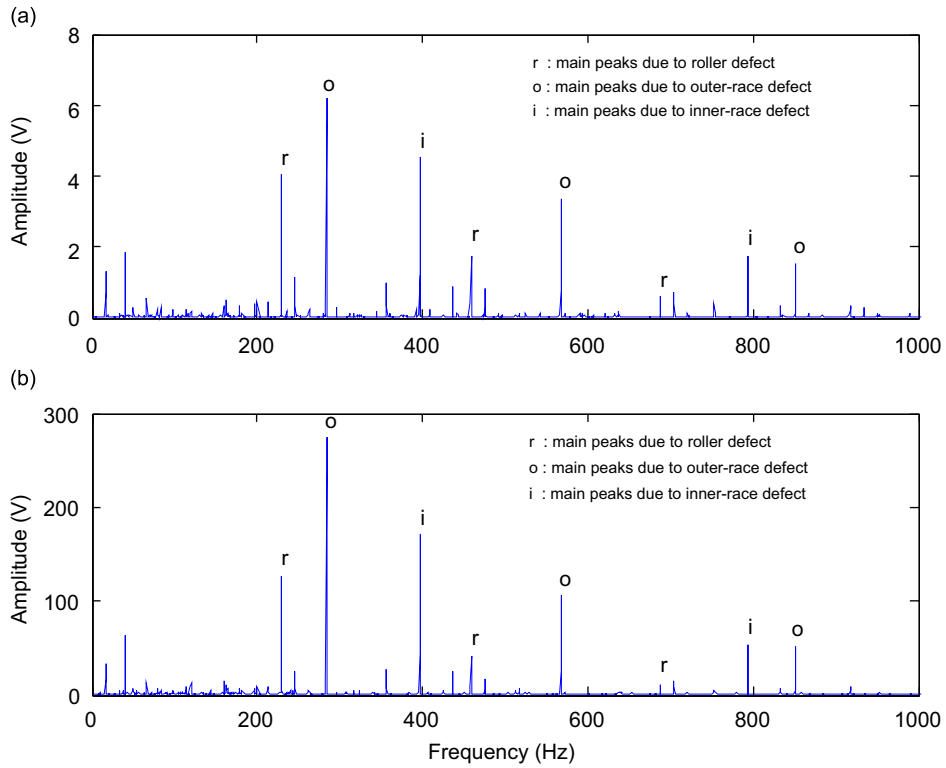 (a)
8
6
4
2
0
Amplitude (V)
r : main peaks due to roller defect
o : main peaks due to outer-race defect
i : main peaks due to inner-race defect
r
o
i
r
o
r
i
o
0 200 400 600 800 1000
(b)
300
200
100
0
Amplitude (V)
r : main peaks due to roller defect
o : main peaks due to outer-race defect
i : main peaks due to inner-race defect
r
o
i
r
o
r
i
o
0 200 400 600 800 1000
Frequency (Hz)